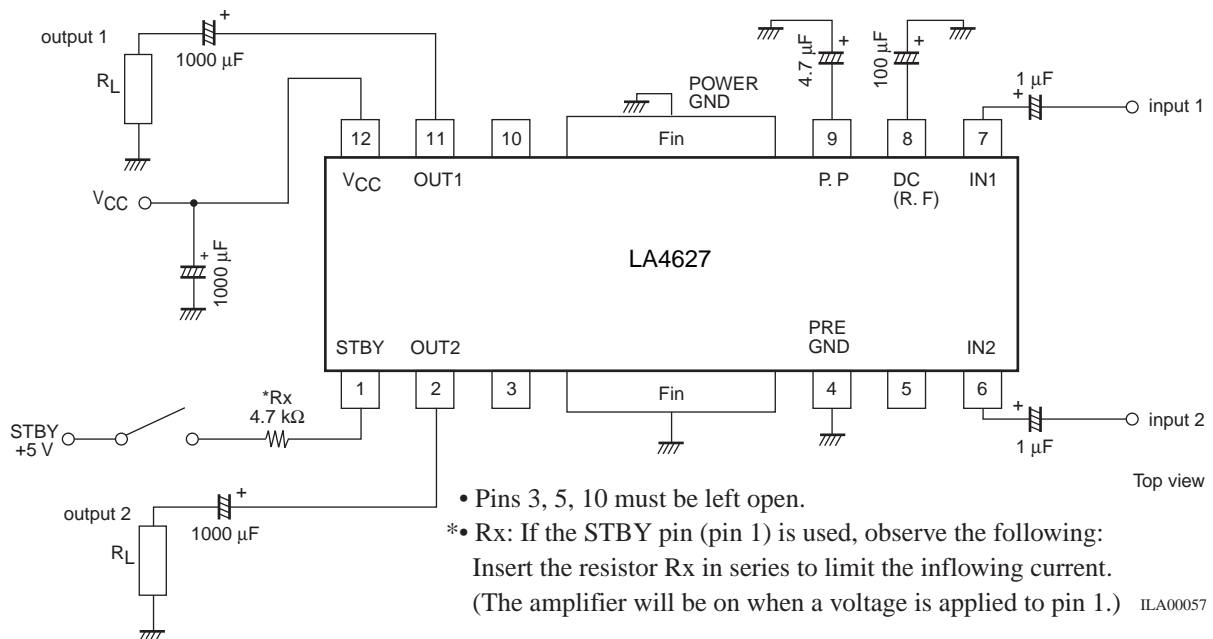 output 1
+
1000 µF
RL
4.7 µF
+
100 µF
+
1 µF
+
input 1
POWER
GND
12
11
10
Fin
9
8
7
VCC
OUT1
P. P
DC
(R. F)
IN1
VCC
+
1000 µF
LA4627
STBY
OUT2
PRE
GND
IN2
1
2
3
Fin
4
5
6
*Rx
4.7 kΩ
STBY
+5 V
+
1 µF
input 2
Top view
output 2
+
1000 µF
RL
• Pins 3, 5, 10 must be left open.
*• Rx: If the STBY pin (pin 1) is used, observe the following:
Insert the resistor Rx in series to limit the inflowing current.
(The amplifier will be on when a voltage is applied to pin 1.) ILA00057